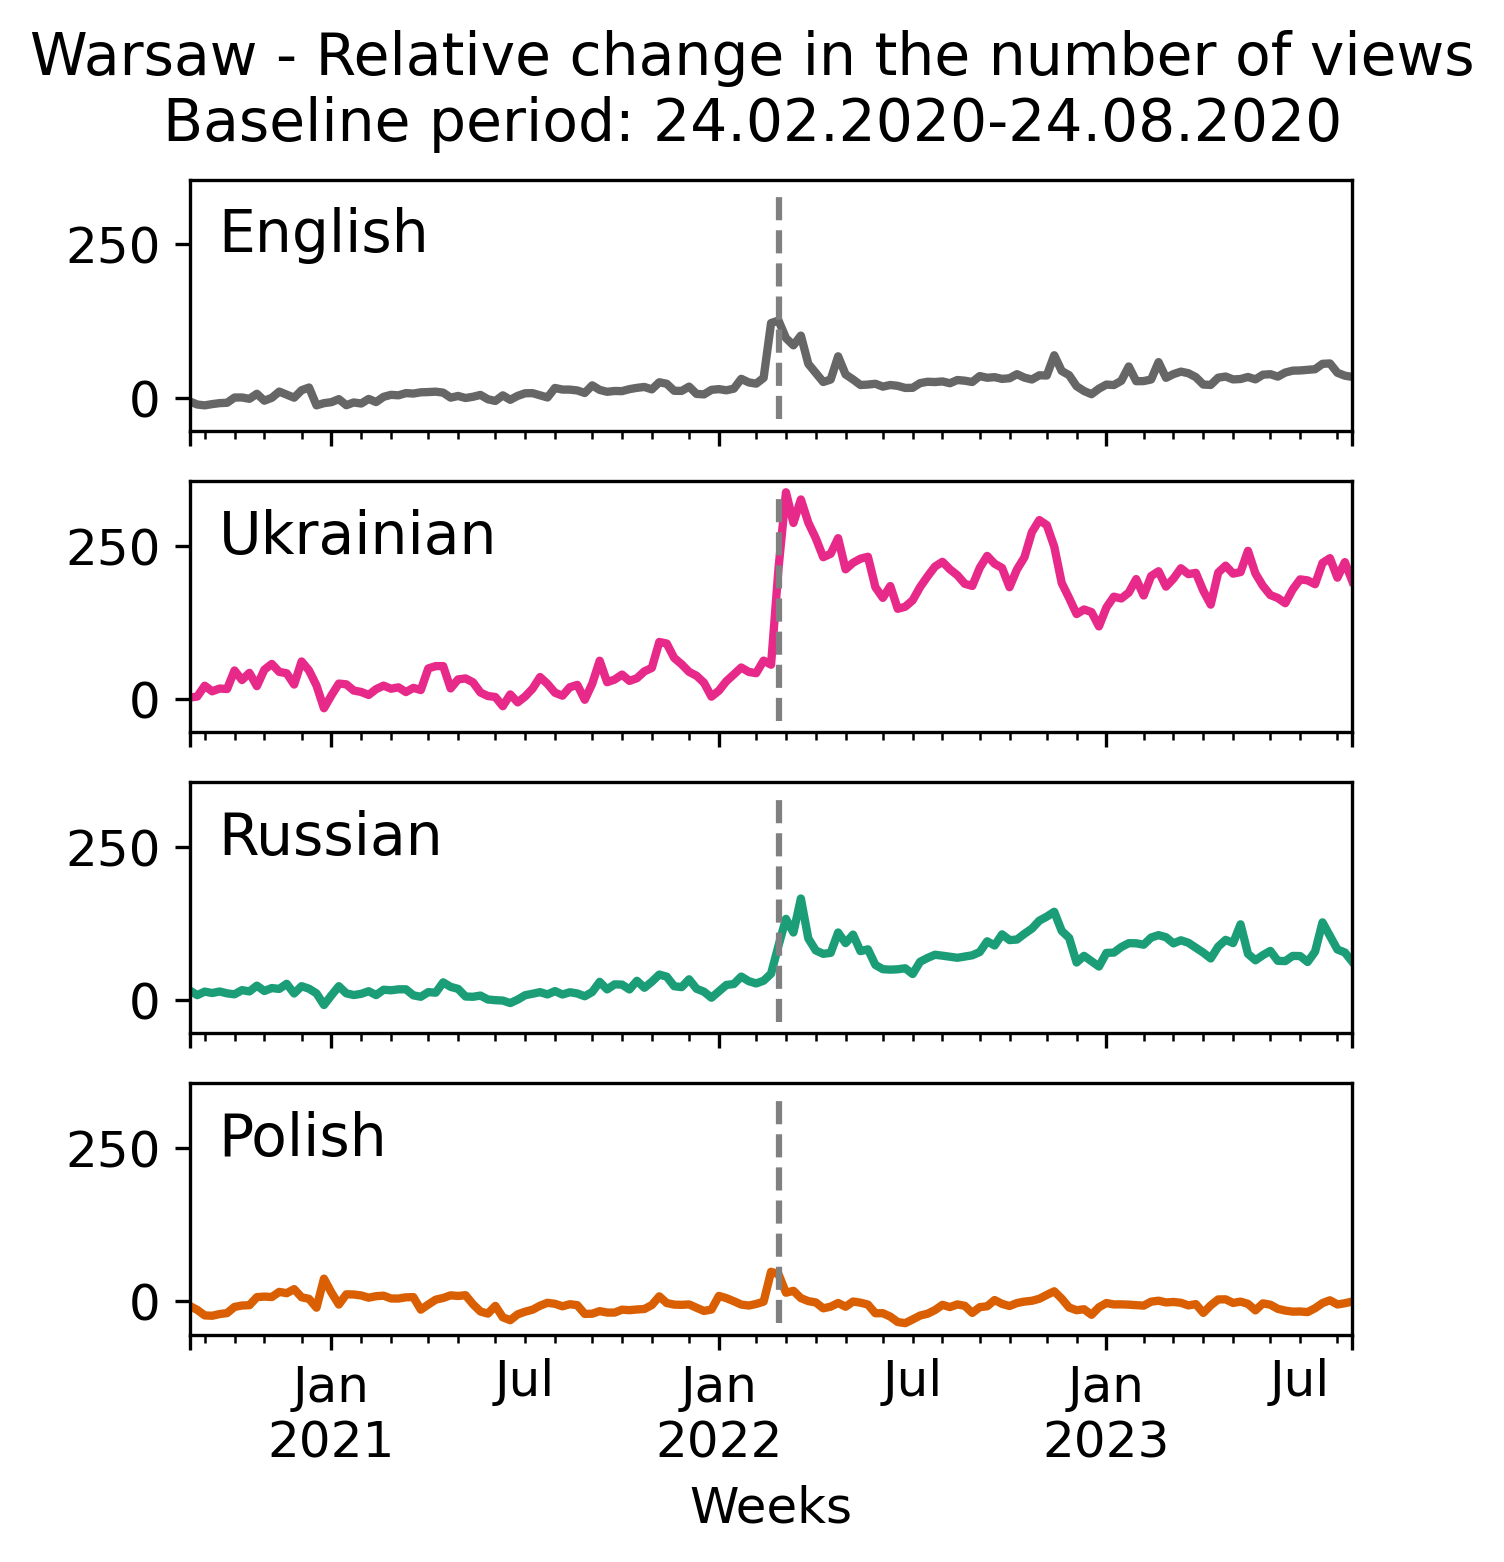 Warsaw - Relative change in the number of views
Baseline period: 24.02.2020-24.08.2020
English
250
0
Ukrainian
250
0
Russian
250
0
Polish
250
0
Jan Jul Jan Jul Jan Jul
2021 2022 2023
Weeks